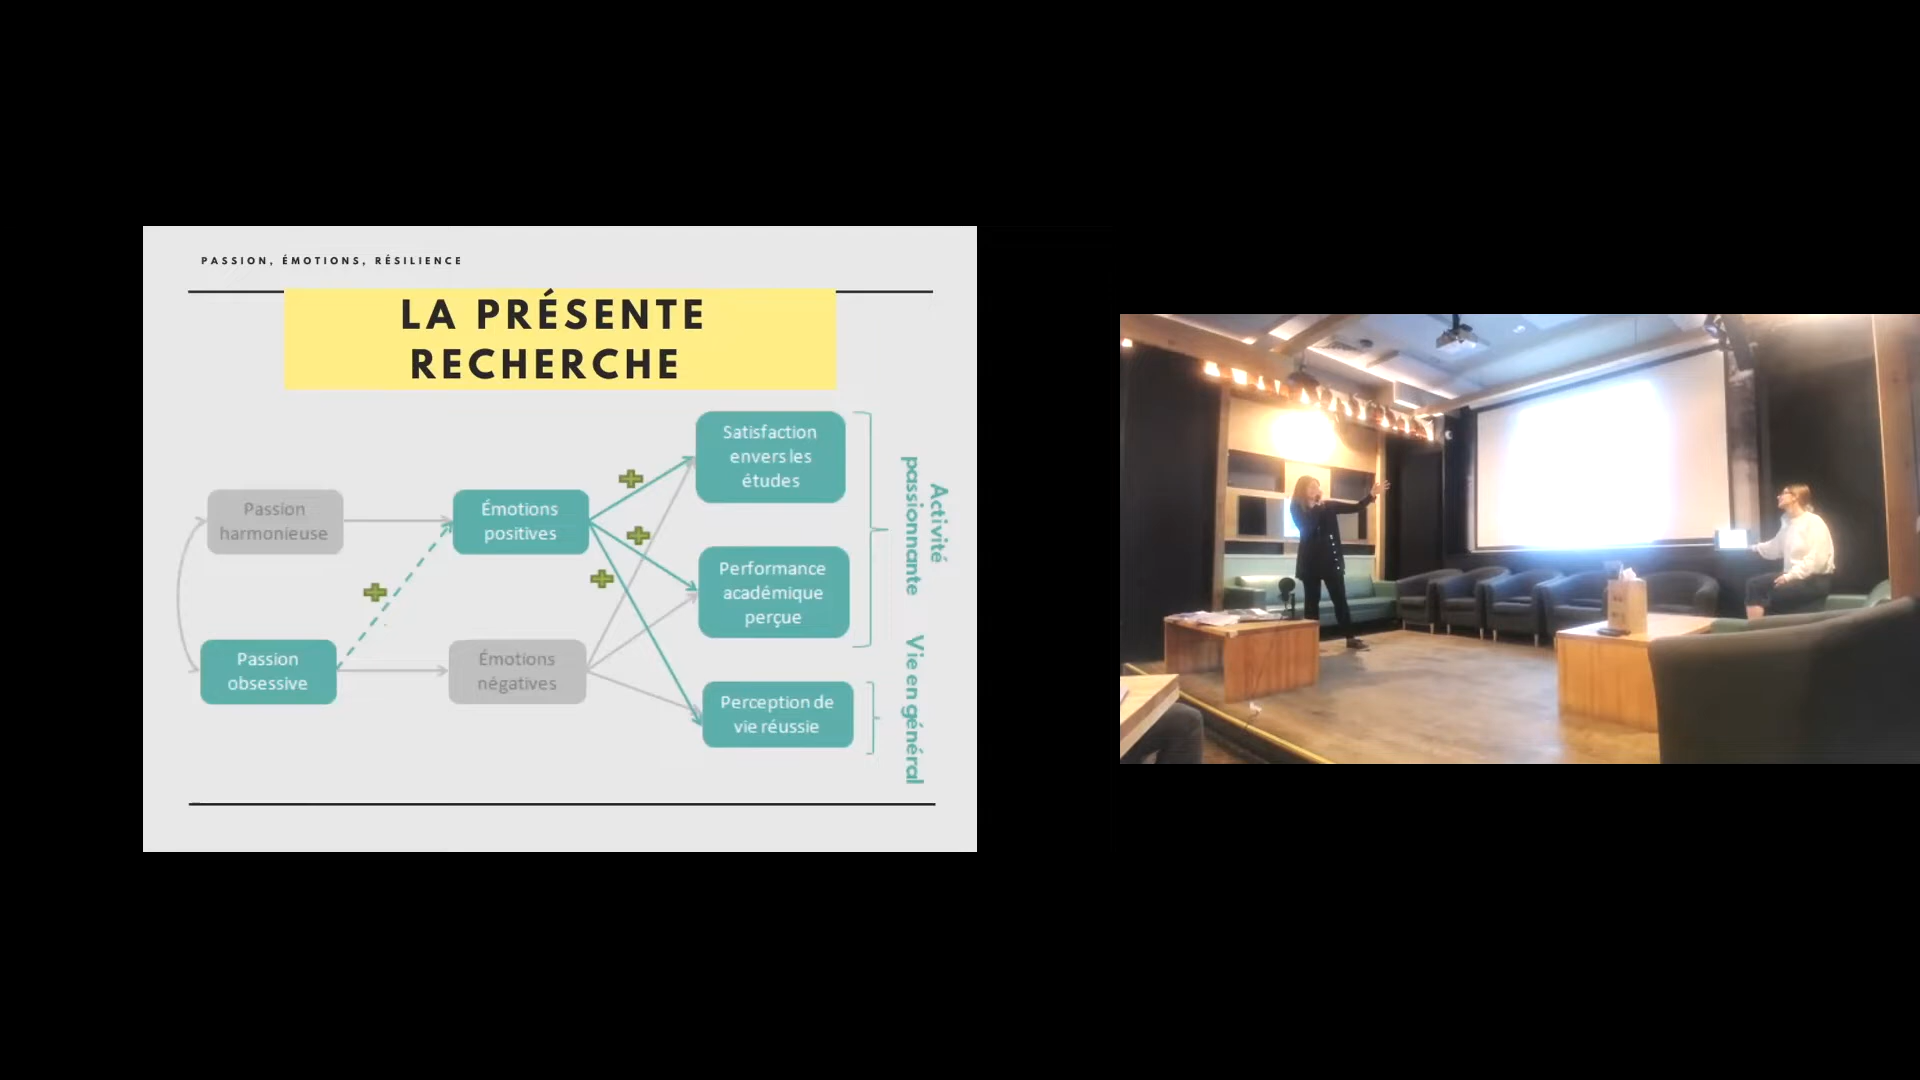 PASSION, ÉMOTIONS, RÉSILIENCE
LA PRÉSENTE
RECHERCHE
Satisfaction
envers les
études
Passion
harmonieuse
Émotions
positives
Activité
passionnante
Performance
académique
perçue
Passion
obsessive
Émotions
négatives
Perception de
vie réussie
Vie en général